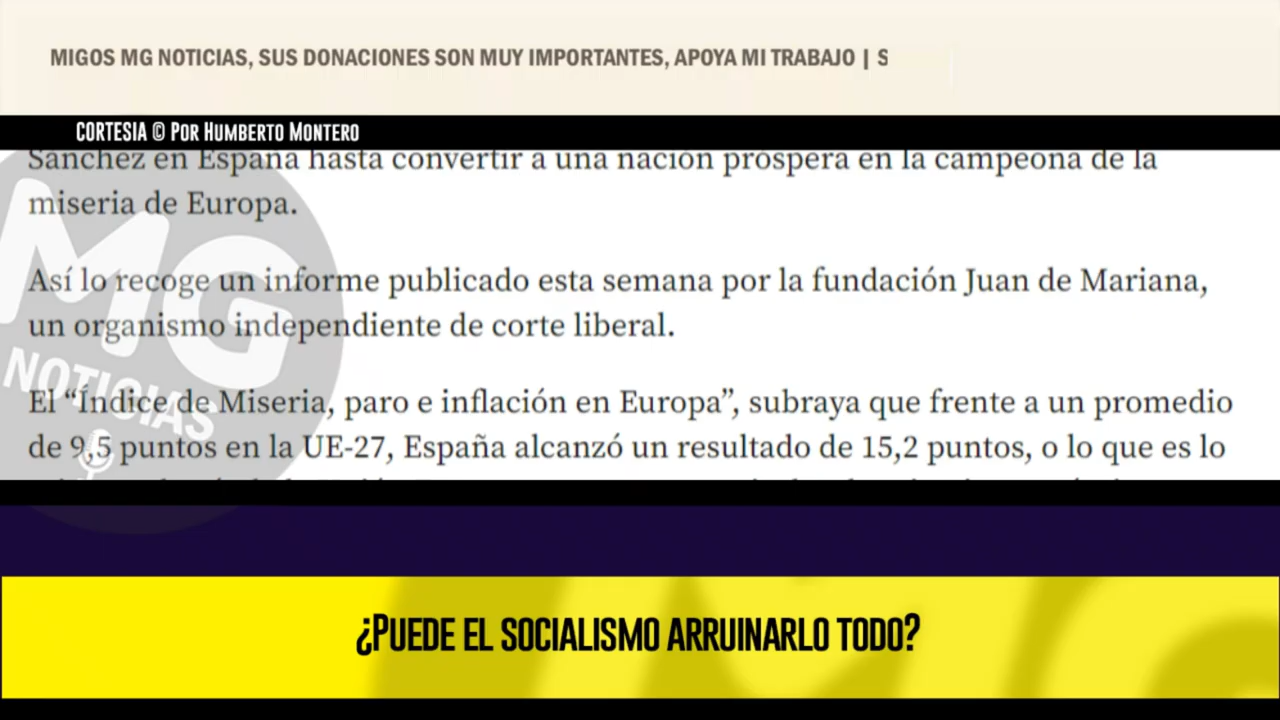 MIGOS MG NOTICIAS, SUS DONACIONES SON MUY IMPORTANTES, APOYA MI TRABAJO | S
CORTESIA © POR HUMBERTO MONTERO
Sánchez en España hasta convertir a una nación próspera en la campeona de la
miseria de Europa.
Así lo recoge un informe publicado esta semana por la fundación Juan de Mariana,
un organismo independiente de corte liberal.
El “Índice de Miseria, paro e inflación en Europa”, subraya que frente a un promedio
de 9,5 puntos en la UE-27, España alcanzó un resultado de 15,2 puntos, o lo que es lo
MG
NOTICIAS
¿PUEDE EL SOCIALISMO ARRUINARLO TODO?